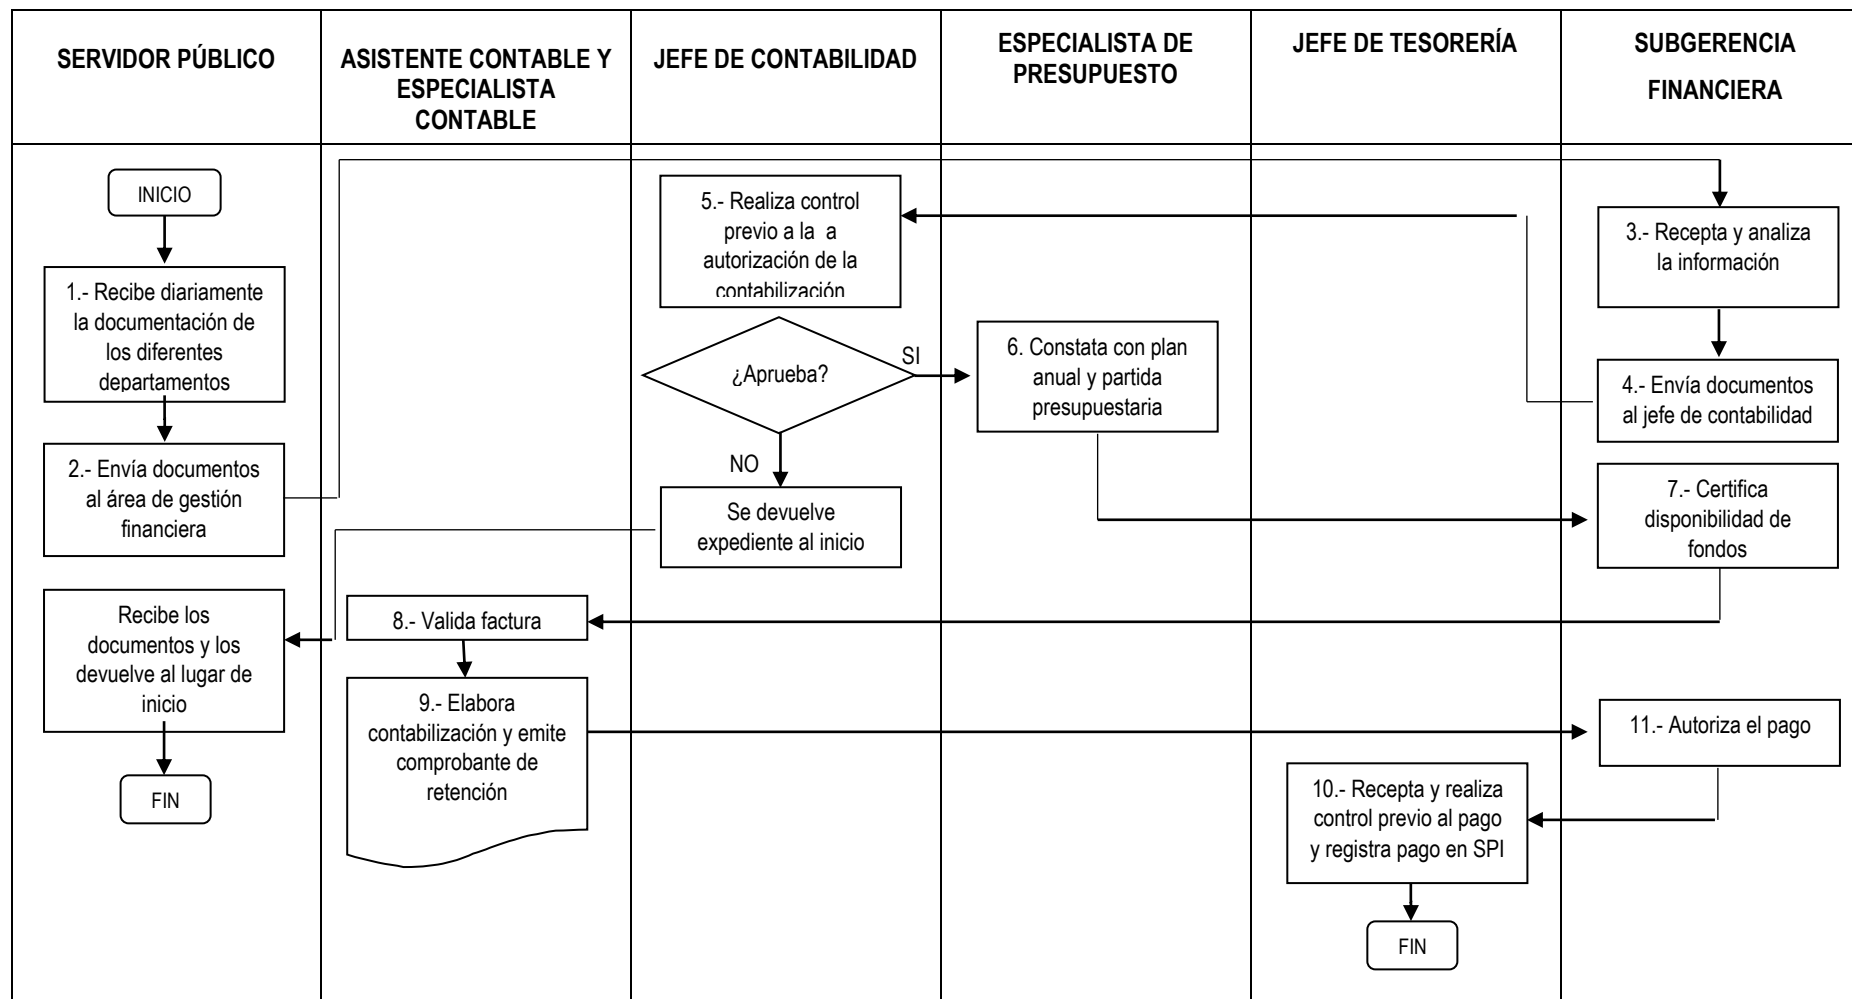 SERVIDOR PÚBLICO
ASISTENTE CONTABLE Y
ESPECIALISTA
CONTABLE
JEFE DE CONTABILIDAD
ESPECIALISTA DE
PRESUPUESTO
JEFE DE TESORERÍA
SUBGERENCIA
FINANCIERA
INICIO
1.- Recibe diariamente
la documentación de
los diferentes
departamentos
2.- Envía documentos
al área de gestión
financiera
Recibe los
documentos y los
devuelve al lugar de
inicio
FIN
8.- Valida factura
9.- Elabora
contabilización y emite
comprobante de
retención
5.- Realiza control
previo a la a
autorización de la
contabilización
¿Aprueba?
SI
NO
Se devuelve
expediente al inicio
6. Constata con plan
anual y partida
presupuestaria
10.- Recepta y realiza
control previo al pago
y registra pago en SPI
FIN
3.- Recepta y analiza
la información
4.- Envía documentos
al jefe de contabilidad
7.- Certifica
disponibilidad de
fondos
11.- Autoriza el pago